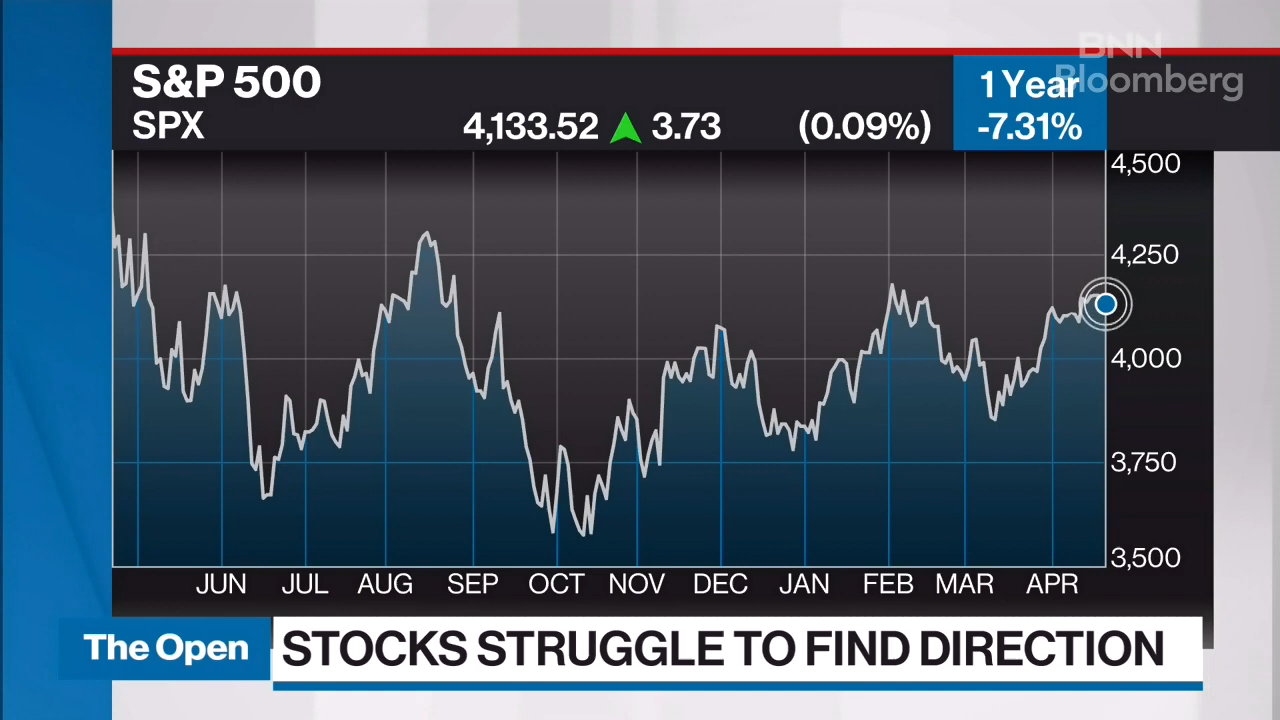 BNN
Bloomberg
S&P 500
SPX
4,133.52 ▲ 3.73 (0.09%)
1 Year
-7.31%
4,500
4,250
4,000
3,750
3,500
JUN JUL AUG SEP OCT NOV DEC JAN FEB MAR APR
The Open
STOCKS STRUGGLE TO FIND DIRECTION